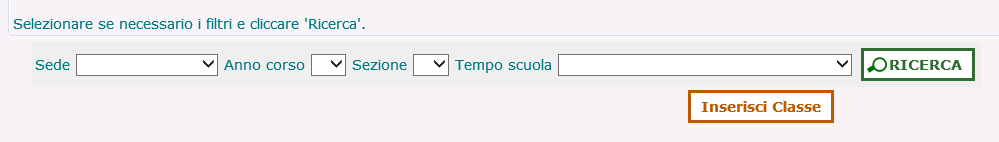 Selezionare se necessario i filtri e cliccare 'Ricerca'.
Sede Anno corso Sezione Tempo scuola RICERCA
Inserisci Classe